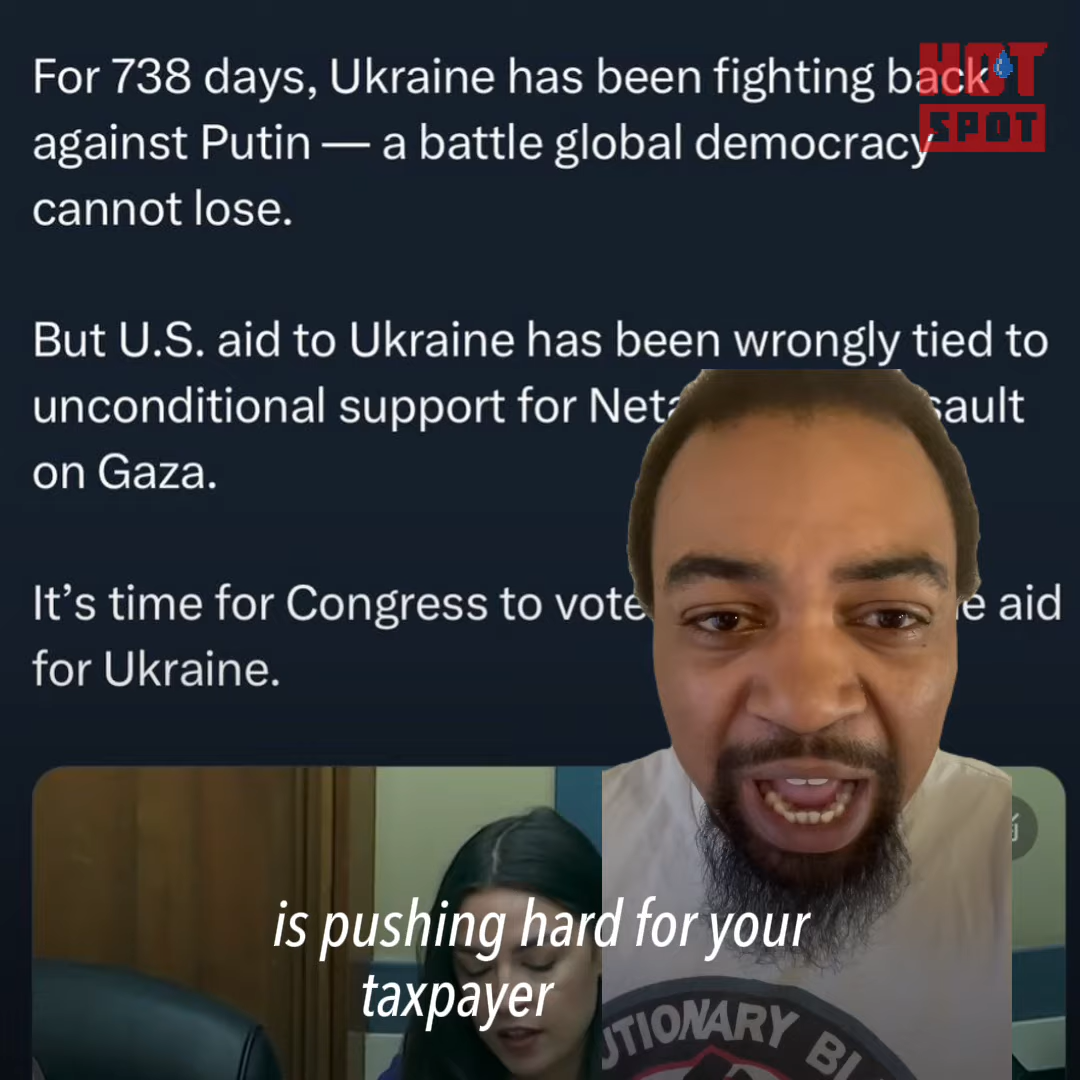 HOT
SPOT
For 738 days, Ukraine has been fighting back
against Putin — a battle global democracy
cannot lose.
But U.S. aid to Ukraine has been wrongly tied to
unconditional support for
on Gaza.
It's time for Congress to vote aid
for Ukraine.
is pushing hard for your
taxpayer